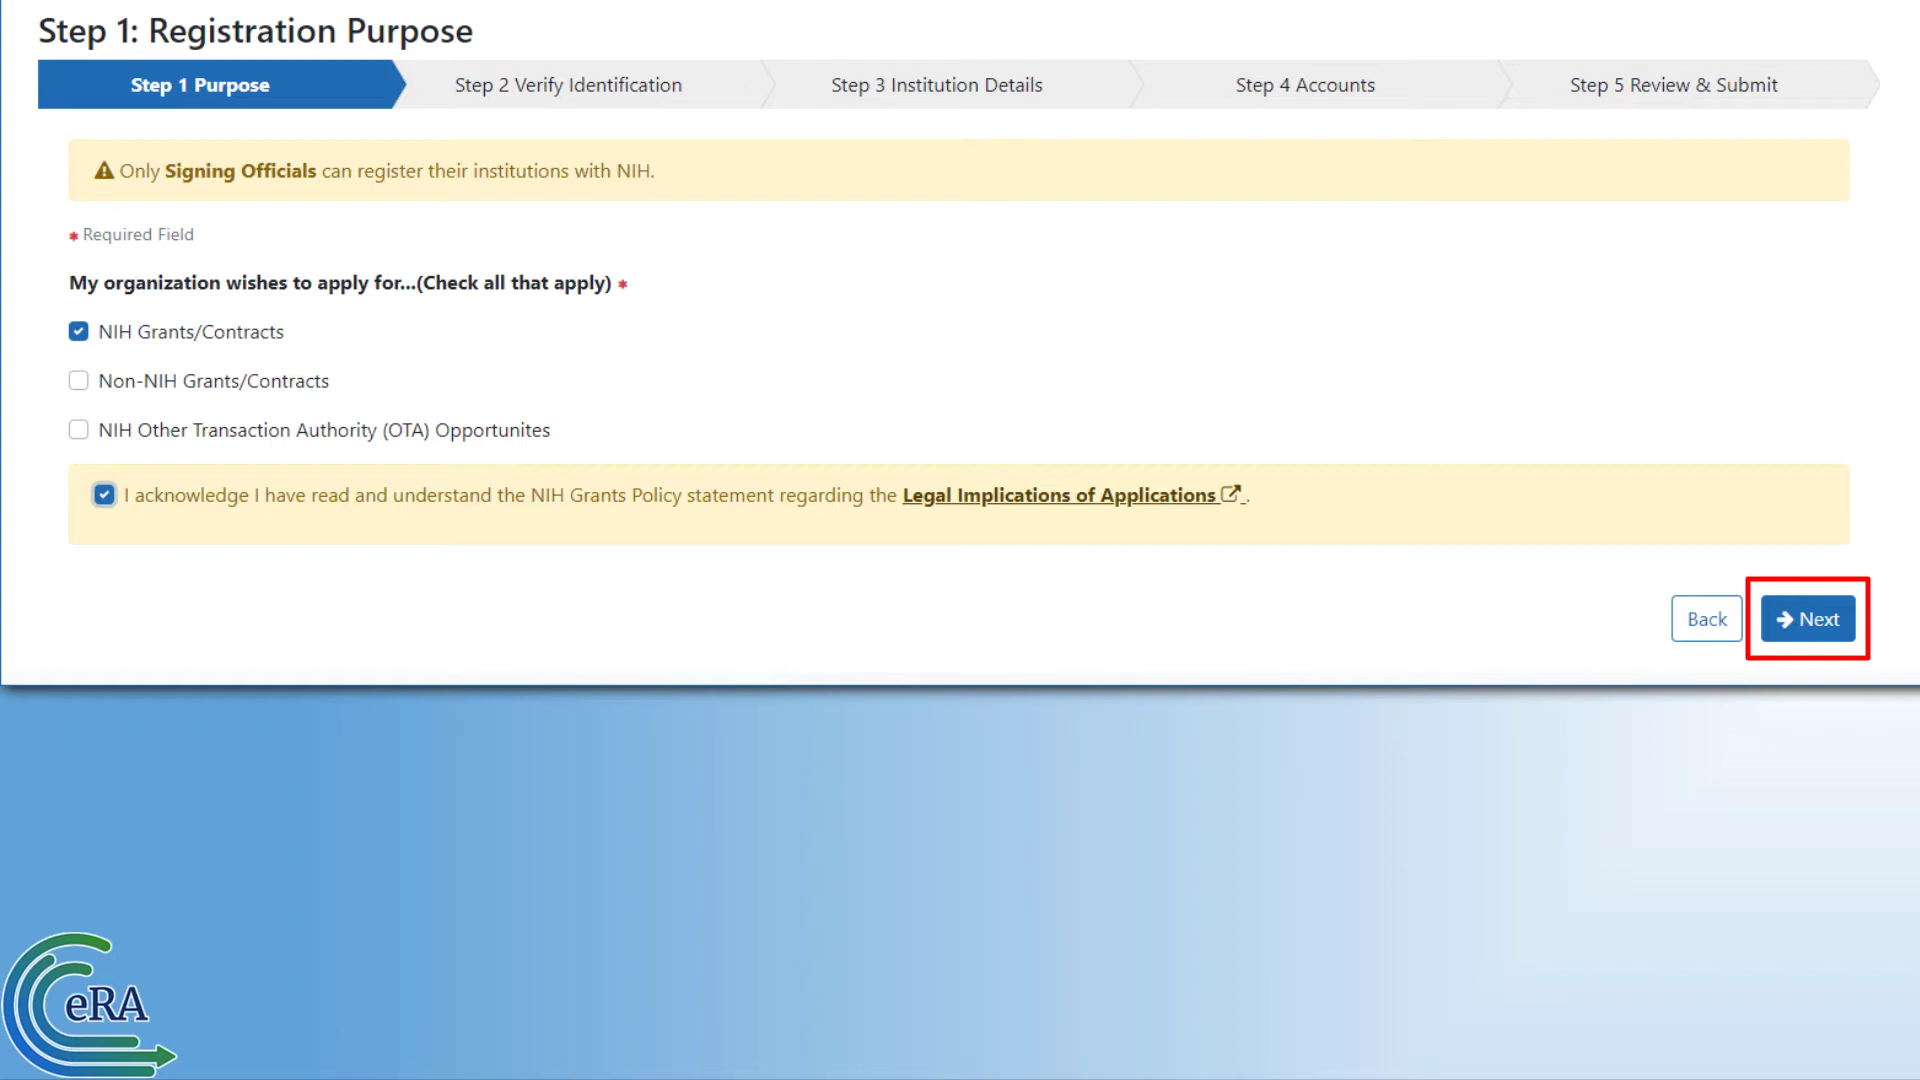 Step 1: Registration Purpose
Step 1 Purpose
Step 2 Verify Identification
Step 3 Institution Details
Step 4 Accounts
Step 5 Review & Submit
Only Signing Officials can register their institutions with NIH.
* Required Field
My organization wishes to apply for...(Check all that apply) *
NIH Grants/Contracts
Non-NIH Grants/Contracts
NIH Other Transaction Authority (OTA) Opportunites
I acknowledge I have read and understand the NIH Grants Policy statement regarding the Legal Implications of Applications .
Back
Next
eRA